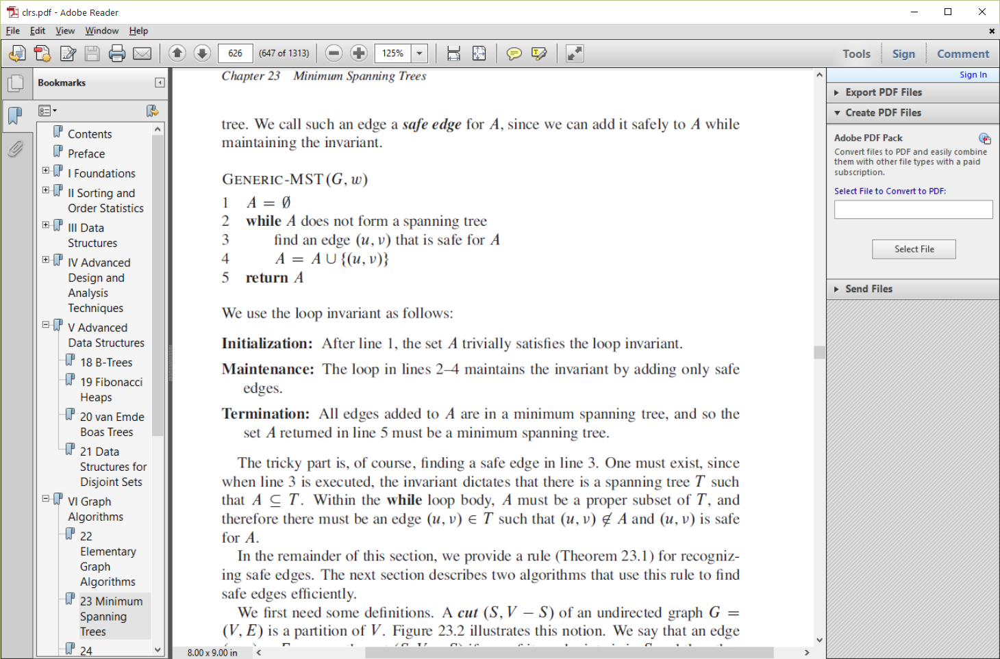 clrs.pdf - Adobe Reader
File Edit View Window Help
626 (647 of 1313) 125% Tools Sign Comment
Bookmarks
Contents
Preface
I Foundations
II Sorting and
Order Statistics
III Data
Structures
IV Advanced
Design and
Analysis
Techniques
V Advanced
Data Structures
18 B-Trees
19 Fibonacci
Heaps
20 van Emde
Boas Trees
21 Data
Structures for
Disjoint Sets
VI Graph
Algorithms
22
Elementary
Graph
Algorithms
23 Minimum
Spanning
Trees
24
Chapter 23 Minimum Spanning Trees
tree. We call such an edge a safe edge for A, since we can add it safely to A while
maintaining the invariant.
GENERIC-MST(G, w)
1 A = ∅
2 while A does not form a spanning tree
3 find an edge (u, v) that is safe for A
4 A = A ∪ {(u, v)}
5 return A
We use the loop invariant as follows:
Initialization: After line 1, the set A trivially satisfies the loop invariant.
Maintenance: The loop in lines 2–4 maintains the invariant by adding only safe
edges.
Termination: All edges added to A are in a minimum spanning tree, and so the
set A returned in line 5 must be a minimum spanning tree.
The tricky part is, of course, finding a safe edge in line 3. One must exist, since
when line 3 is executed, the invariant dictates that there is a spanning tree T such
that A ⊆ T. Within the while loop body, A must be a proper subset of T, and
therefore there must be an edge (u, v) ∈ T such that (u, v) ∉ A and (u, v) is safe
for A.
In the remainder of this section, we provide a rule (Theorem 23.1) for recogniz-
ing safe edges. The next section describes two algorithms that use this rule to find
safe edges efficiently.
We first need some definitions. A cut (S, V − S) of an undirected graph G =
(V, E) is a partition of V. Figure 23.2 illustrates this notion. We say that an edge
8.00 x 9.00 in
Sign In
Export PDF Files
Create PDF Files
Adobe PDF Pack
Convert files to PDF and easily combine
them with other file types with a paid
subscription.
Select File to Convert to PDF:
Select File
Send Files